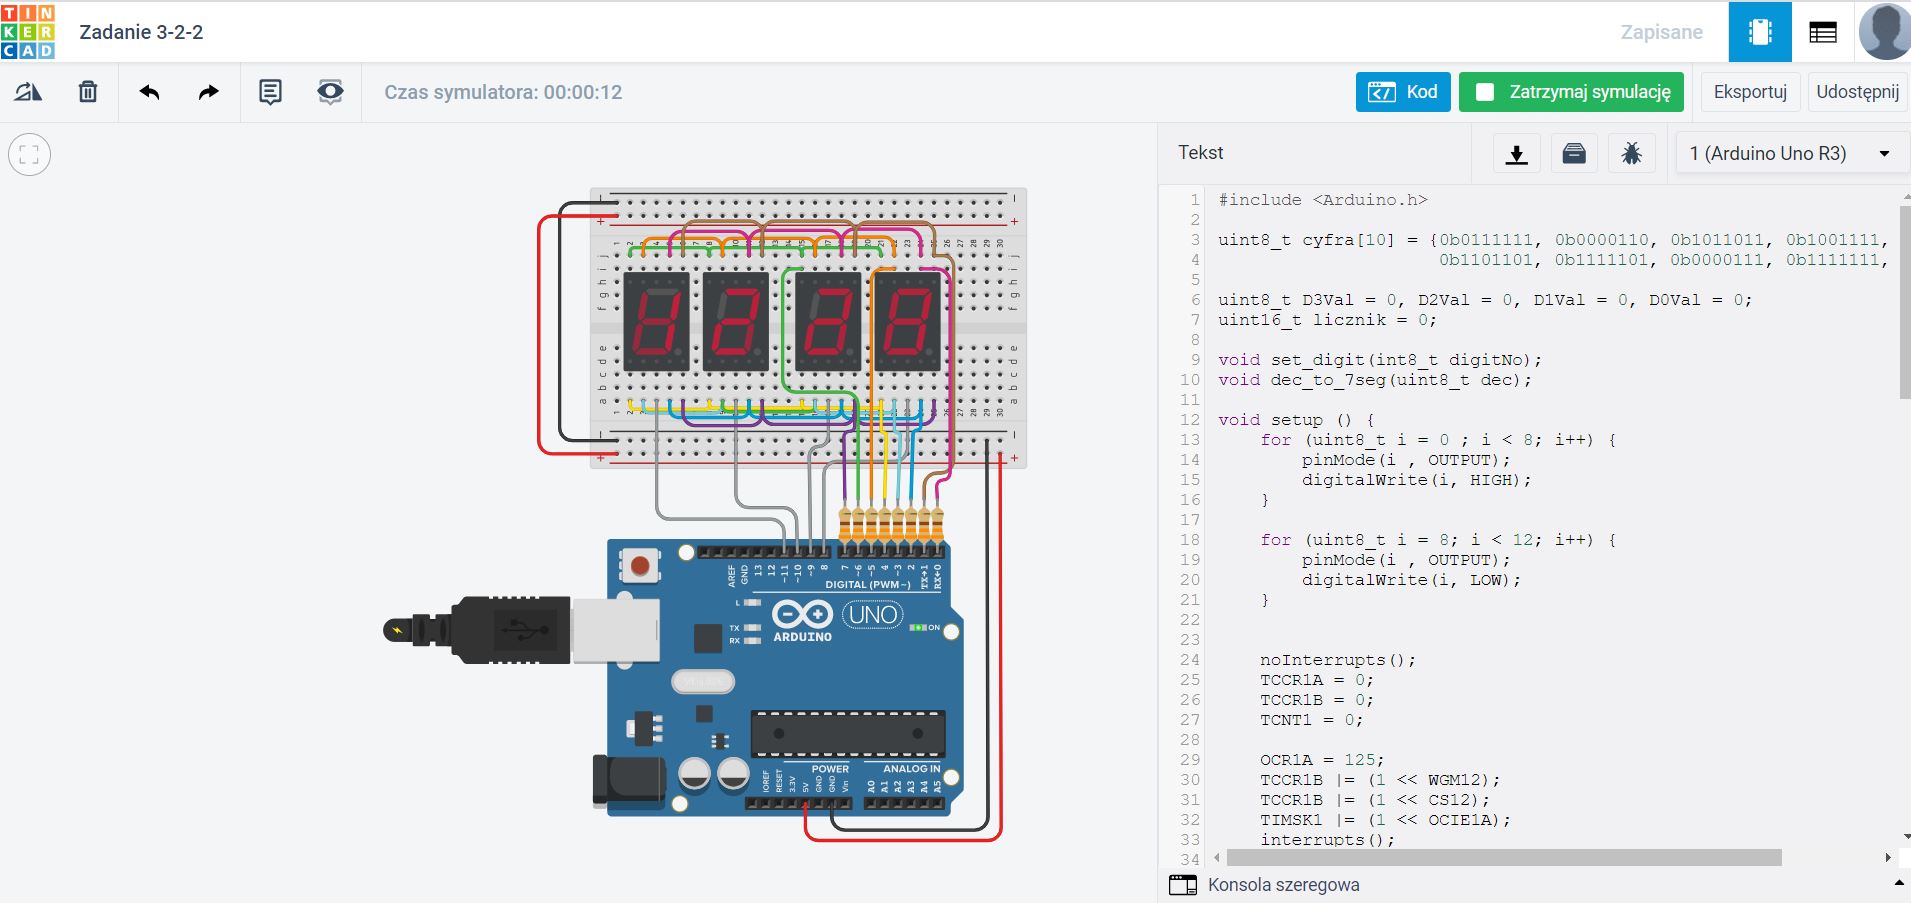 TIN
KER
CAD
Zadanie 3-2-2
Zapisane
Czas symulatora: 00:00:12
Kod
Zatrzymaj symulację
Eksportuj
Udostępnij
Tekst
1 (Arduino Uno R3)
1 #include <Arduino.h>
2
3 uint8_t cyfra[10] = {0b0111111, 0b0000110, 0b1011011, 0b1001111,
4 0b1101101, 0b1111101, 0b0000111, 0b1111111,
5
6 uint8_t D3Val = 0, D2Val = 0, D1Val = 0, D0Val = 0;
7 uint16_t licznik = 0;
8
9 void set_digit(int8_t digitNo);
10 void dec_to_7seg(uint8_t dec);
11
12 void setup () {
13 for (uint8_t i = 0 ; i < 8; i++) {
14 pinMode(i , OUTPUT);
15 digitalWrite(i, HIGH);
16 }
17
18 for (uint8_t i = 8; i < 12; i++) {
19 pinMode(i , OUTPUT);
20 digitalWrite(i, LOW);
21 }
22
23
24 noInterrupts();
25 TCCR1A = 0;
26 TCCR1B = 0;
27 TCNT1 = 0;
28
29 OCR1A = 125;
30 TCCR1B |= (1 << WGM12);
31 TCCR1B |= (1 << CS12);
32 TIMSK1 |= (1 << OCIE1A);
33 interrupts();
34
Konsola szeregowa
AREF GND 13 12 ~11 ~10 ~9 8 7 ~6 ~5 4 ~3 2 TX→1 RX←0
DIGITAL (PWM~)
L
TX
RX
ARDUINO
UNO
ON
POWER
ANALOG IN
IOREF RESET 3.3V 5V GND GND Vin A0 A1 A2 A3 A4 A5